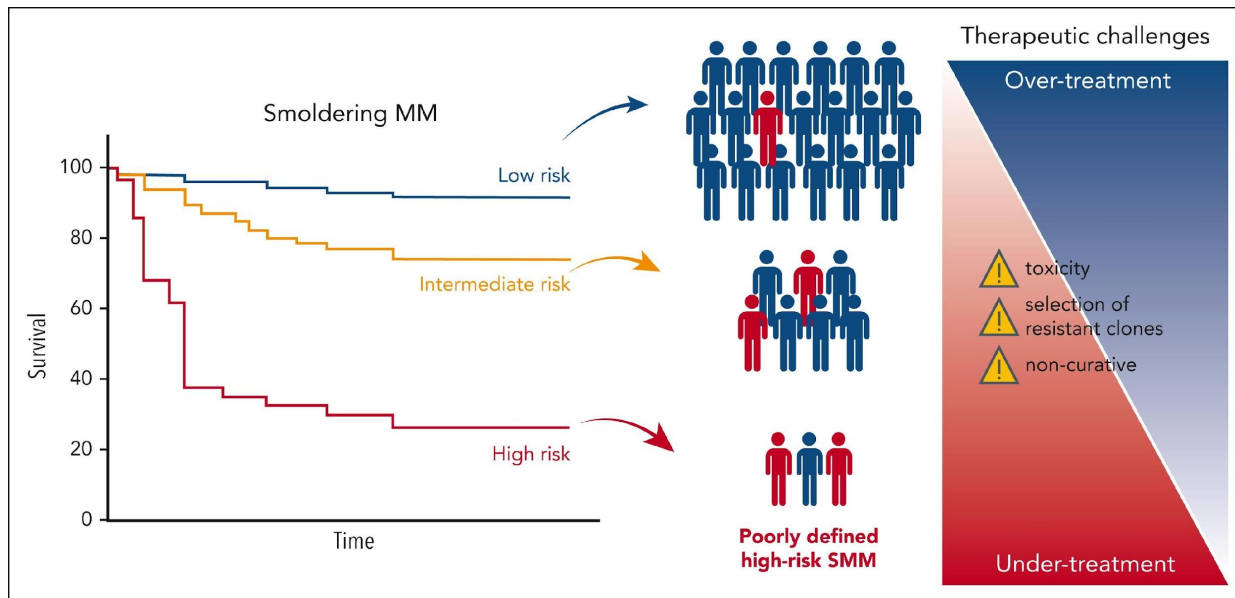 Smoldering MM
100
80
60
40
20
0
Survival
Time
Low risk
Intermediate risk
High risk
Poorly defined
high-risk SMM
Therapeutic challenges
Over-treatment
toxicity
selection of
resistant clones
non-curative
Under-treatment